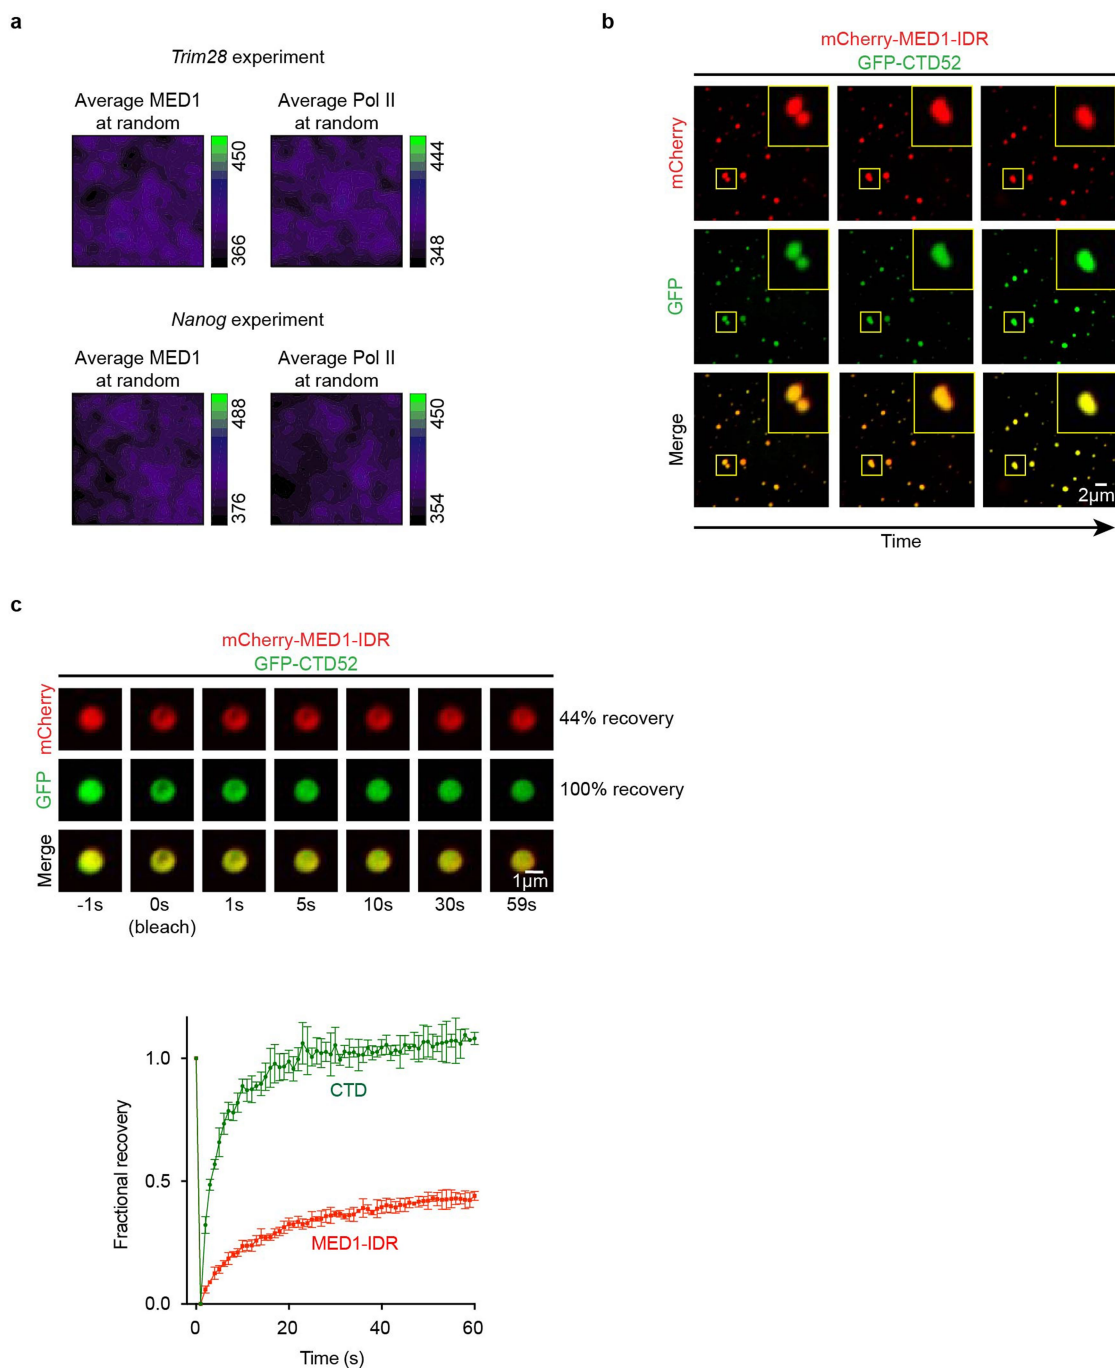 a
Trim28 experiment
Average MED1
at random
Average Pol II
at random
450
366
444
348
Nanog experiment
Average MED1
at random
Average Pol II
at random
488
376
450
354
b
mCherry-MED1-IDR
GFP-CTD52
mCherry
GFP
Merge
2μm
Time
c
mCherry-MED1-IDR
GFP-CTD52
mCherry
44% recovery
GFP
100% recovery
Merge
1μm
-1s
0s
(bleach)
1s
5s
10s
30s
59s
Fractional recovery
1.0
0.5
0.0
CTD
MED1-IDR
0
20
40
60
Time (s)